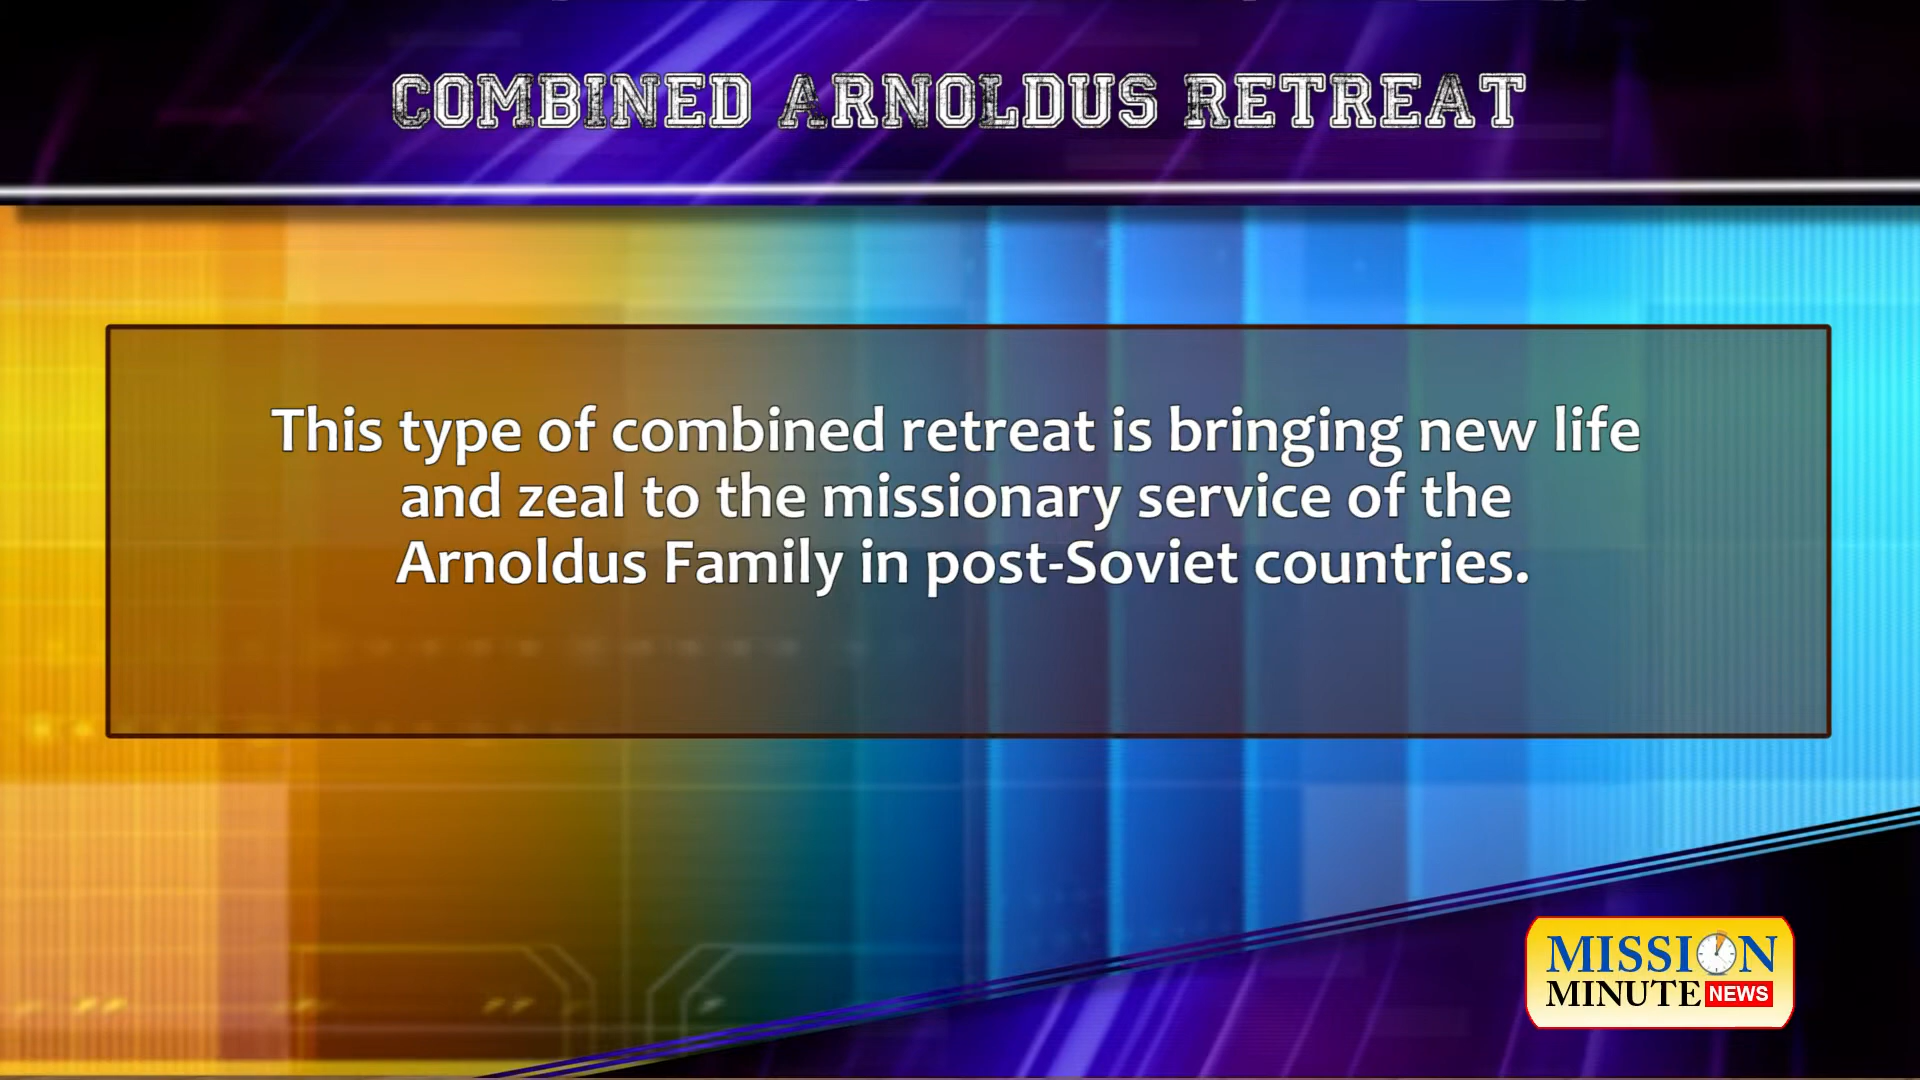 COMBINED ARNOLDUS RETREAT
This type of combined retreat is bringing new life
and zeal to the missionary service of the
Arnoldus Family in post-Soviet countries.
MISSION
MINUTE NEWS